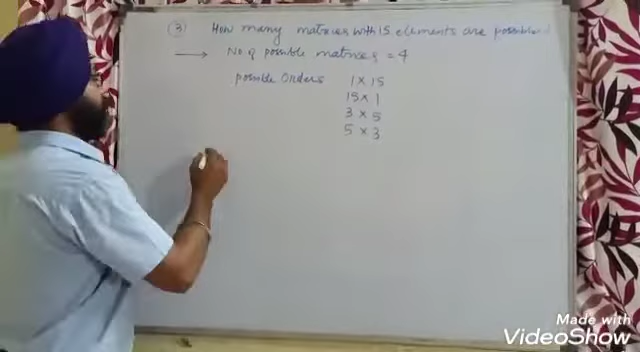 ③ How many matrices with 15 elements are possible
→ No of possible matrices = 4
possible Orders 1 × 15
15 × 1
3 × 5
5 × 3
Made with
VideoShow